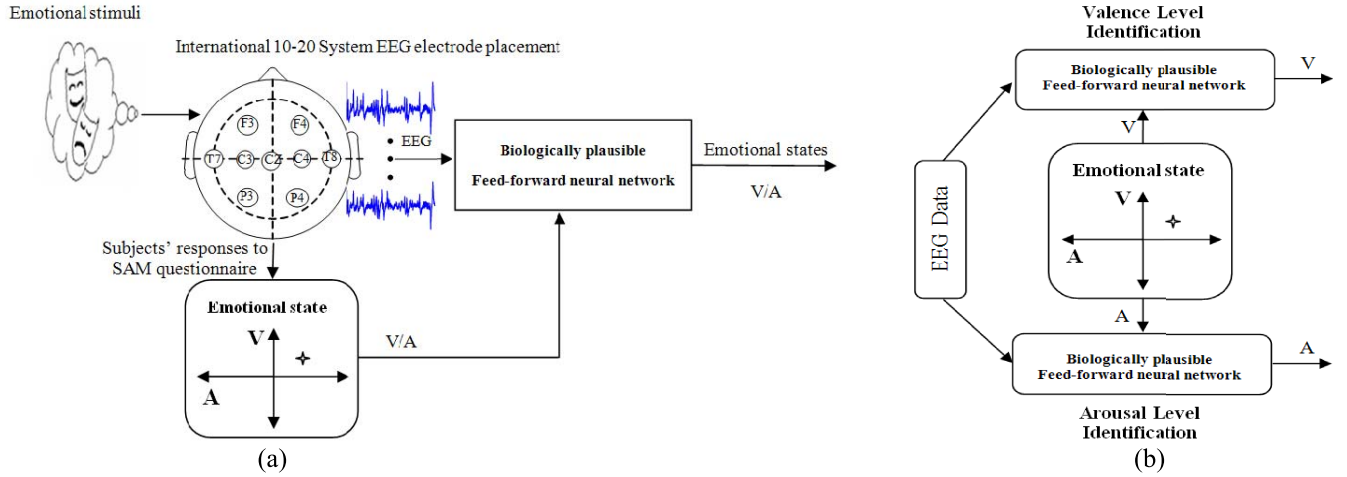 Emotional stimuli
International 10-20 System EEG electrode placement
F3
F4
T7
C3
CZ
C4
T8
P3
P4
EEG
Biologically plausible
Feed-forward neural network
Emotional states
V/A
Subjects' responses to
SAM questionnaire
Emotional state
V
A
V/A
(a)
Valence Level
Identification
Biologically plausible
Feed-forward neural network
V
V
EEG Data
Emotional state
V
A
A
Biologically plausible
Feed-forward neural network
A
Arousal Level
Identification
(b)